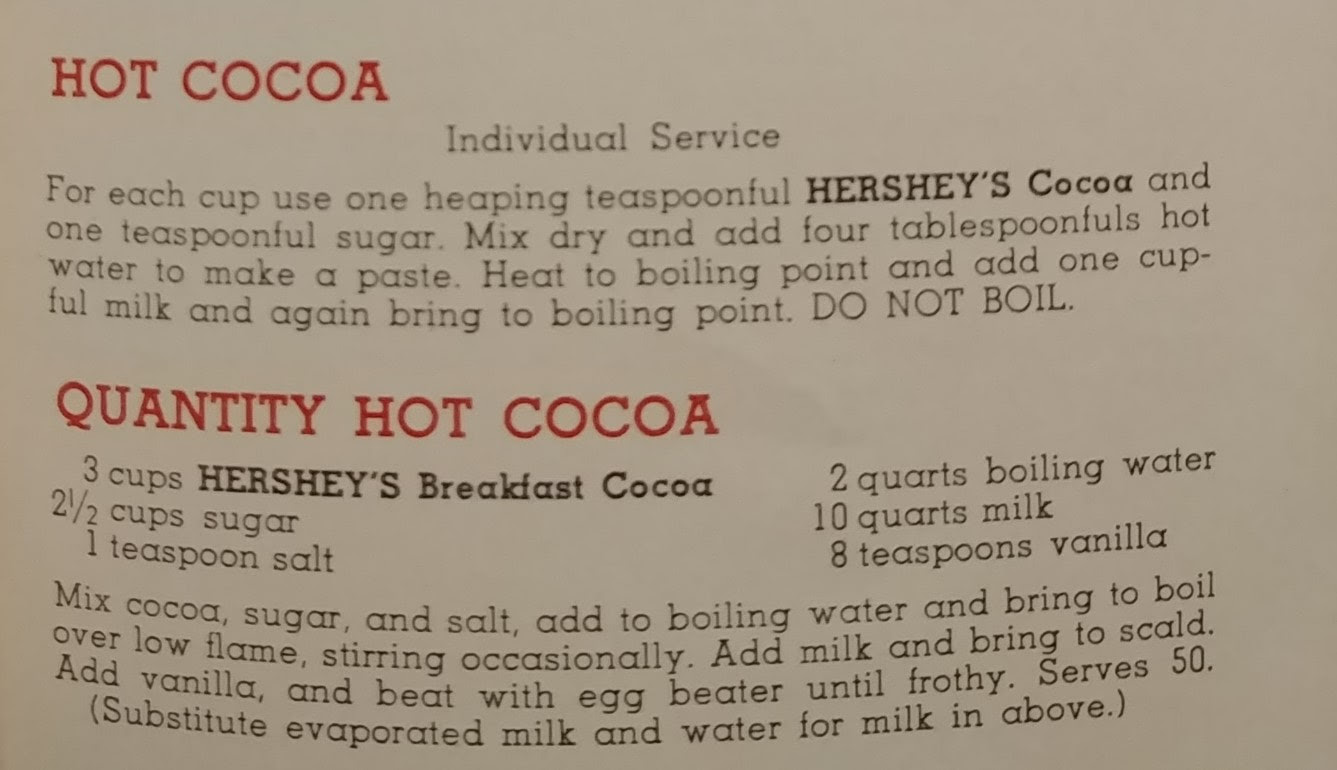 HOT COCOA
Individual Service
For each cup use one heaping teaspoonful HERSHEY'S Cocoa and
one teaspoonful sugar. Mix dry and add four tablespoonfuls hot
water to make a paste. Heat to boiling point and add one cup-
ful milk and again bring to boiling point. DO NOT BOIL.
QUANTITY HOT COCOA
3 cups HERSHEY'S Breakfast Cocoa
2½ cups sugar
1 teaspoon salt
2 quarts boiling water
10 quarts milk
8 teaspoons vanilla
Mix cocoa, sugar, and salt, add to boiling water and bring to boil
over low flame, stirring occasionally. Add milk and bring to scald.
Add vanilla, and beat with egg beater until frothy. Serves 50.
(Substitute evaporated milk and water for milk in above.)